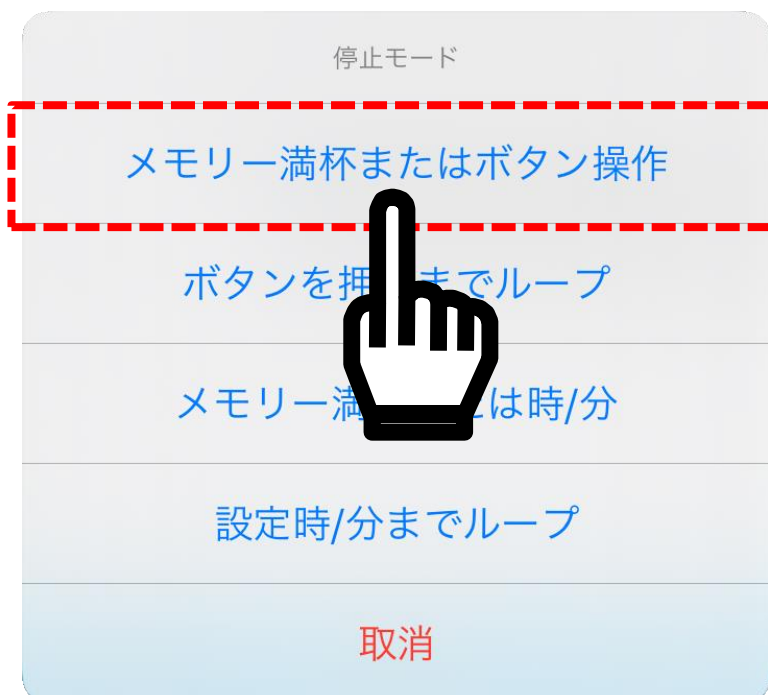 停止モード
メモリー満杯またはボタン操作
ボタンを押 までループ
メモリー満 は時/分
設定時/分までループ
取消